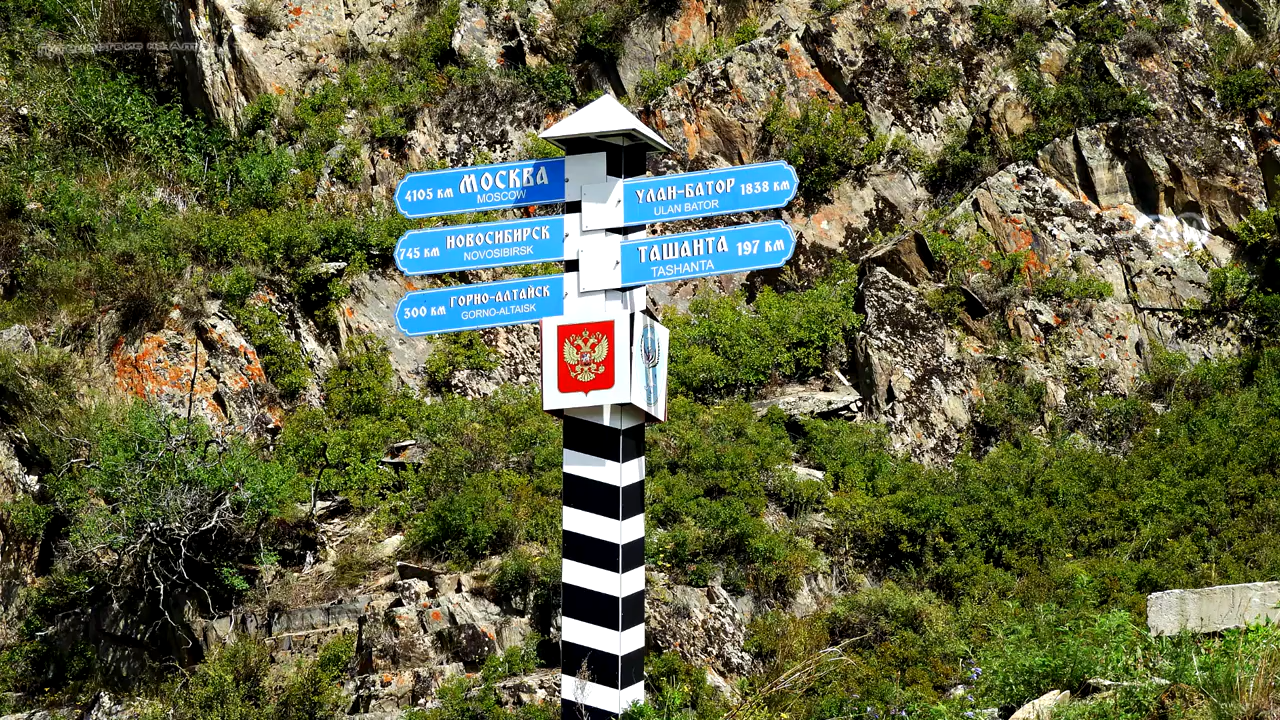 4105 км МОСКВА
MOSCOW
745 км НОВОСИБИРСК
NOVOSIBIRSK
300 км ГОРНО-АЛТАЙСК
GORNO-ALTAISK
УЛАН-БАТОР 1838 км
ULAN BATOR
ТАШАНТА 197 км
TASHANTA